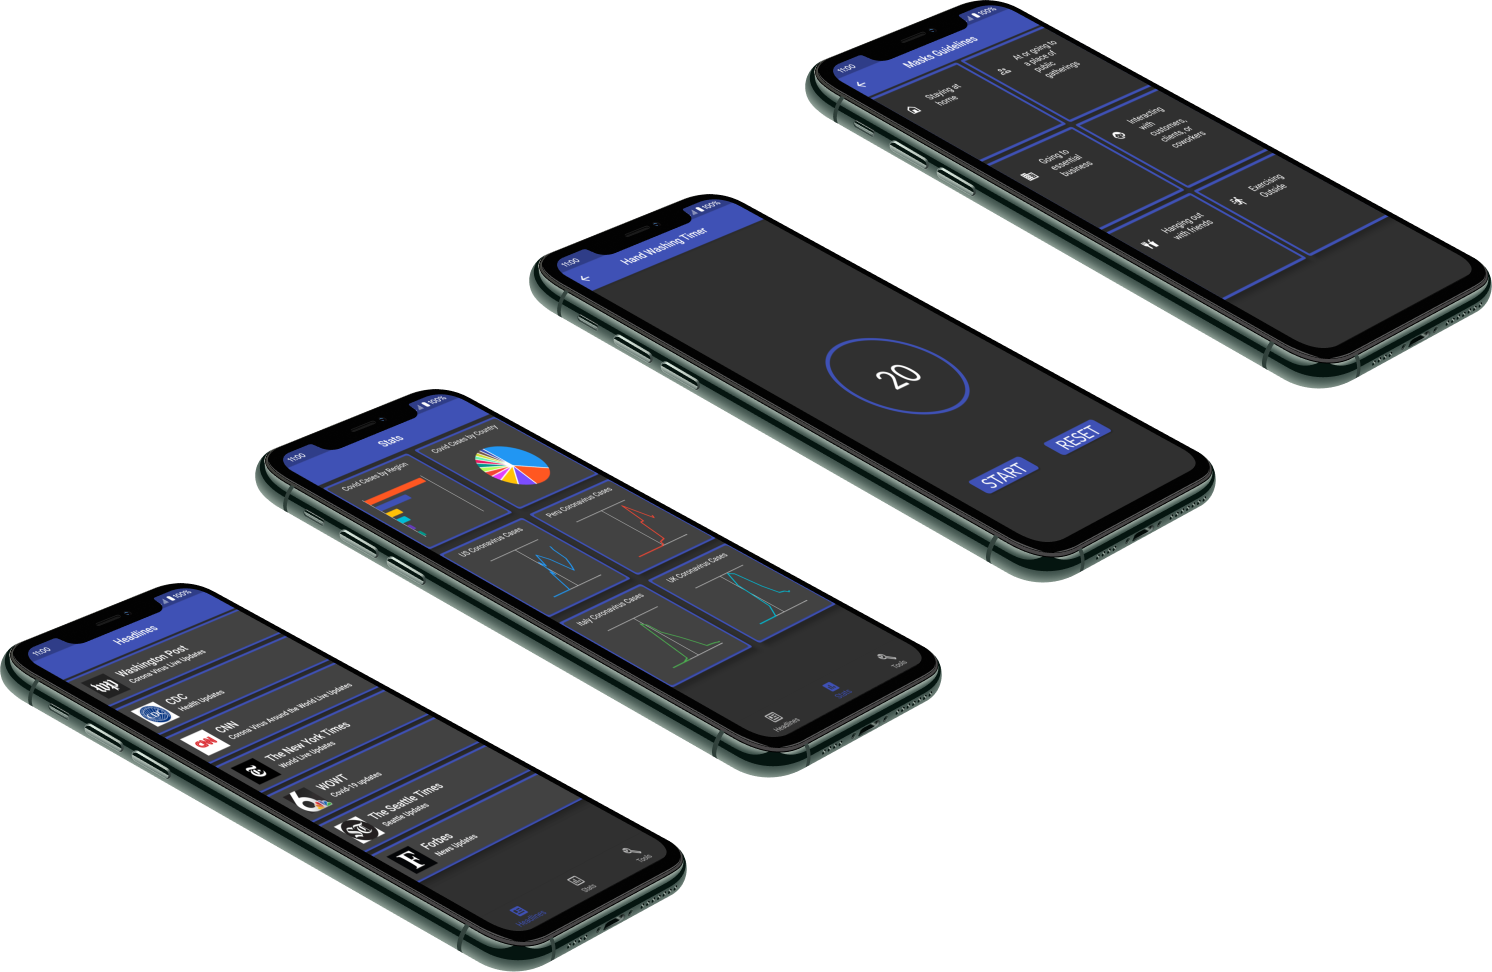 11:00
100%
Headlines
Washington Post
Corona Virus Live Updates
CDC
Health Updates
CNN
Corona Virus Around the World Live Updates
The New York Times
World Live Updates
WOWT
Covid-19 updates
The Seattle Times
Seattle Updates
Forbes
News Updates
Headlines
Stats
Tools
11:00
100%
Stats
Covid Cases by Region
Covid Cases by Country
US Coronavirus Cases
Peru Coronavirus Cases
Italy Coronavirus Cases
UK Coronavirus Cases
Headlines
Stats
Tools
11:00
100%
Hand Washing Timer
20
START
RESET
11:00
100%
Masks Guidelines
Staying at
home
At or going to
a place of
public
gatherings
Going to
essential
business
Interacting
with
customers,
clients, or
coworkers
Hanging out
with friends
Exercising
Outside